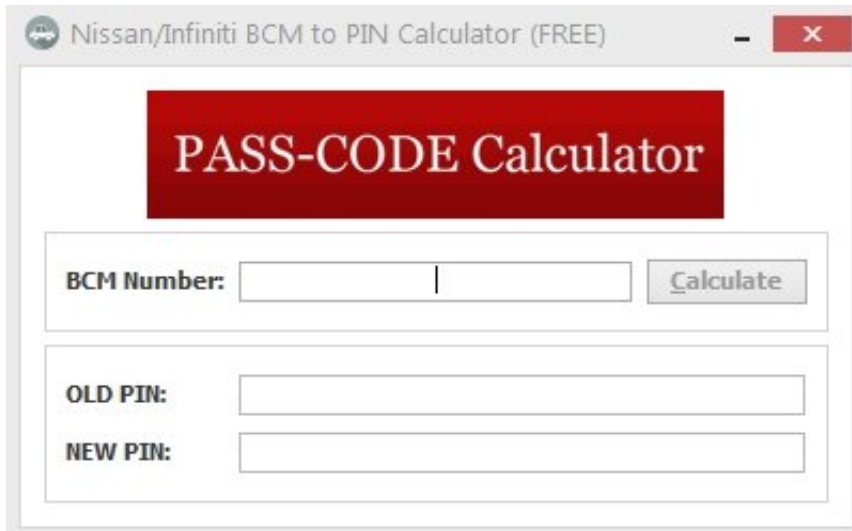 Nissan/Infiniti BCM to PIN Calculator (FREE)
PASS-CODE Calculator
BCM Number:
Calculate
OLD PIN:
NEW PIN: